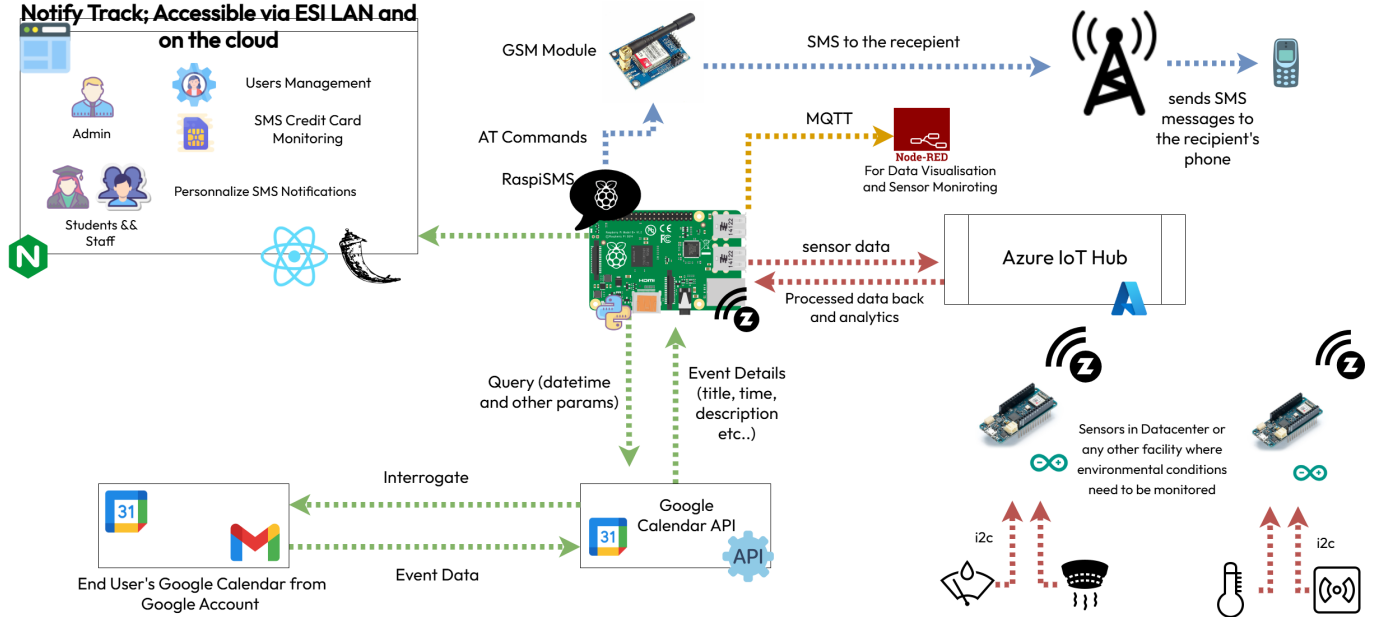 Notify Track; Accessible via ESI LAN and
on the cloud
Admin
Users Management
SMS Credit Card
Monitoring
Students &&
Staff
Personnalize SMS Notifications
GSM Module
AT Commands
RaspiSMS
SMS to the recepient
sends SMS
messages to
the recipient's
phone
MQTT
Node-RED
For Data Visualisation
and Sensor Moniroting
HDMI
sensor data
Processed data back
and analytics
Azure IoT Hub
Query (datetime
and other params)
Event Details
(title, time,
description
etc..)
Interrogate
Event Data
31
End User's Google Calendar from
Google Account
Google
Calendar API
31
API
Sensors in Datacenter or
any other facility where
environmental conditions
need to be monitored
i2c
i2c